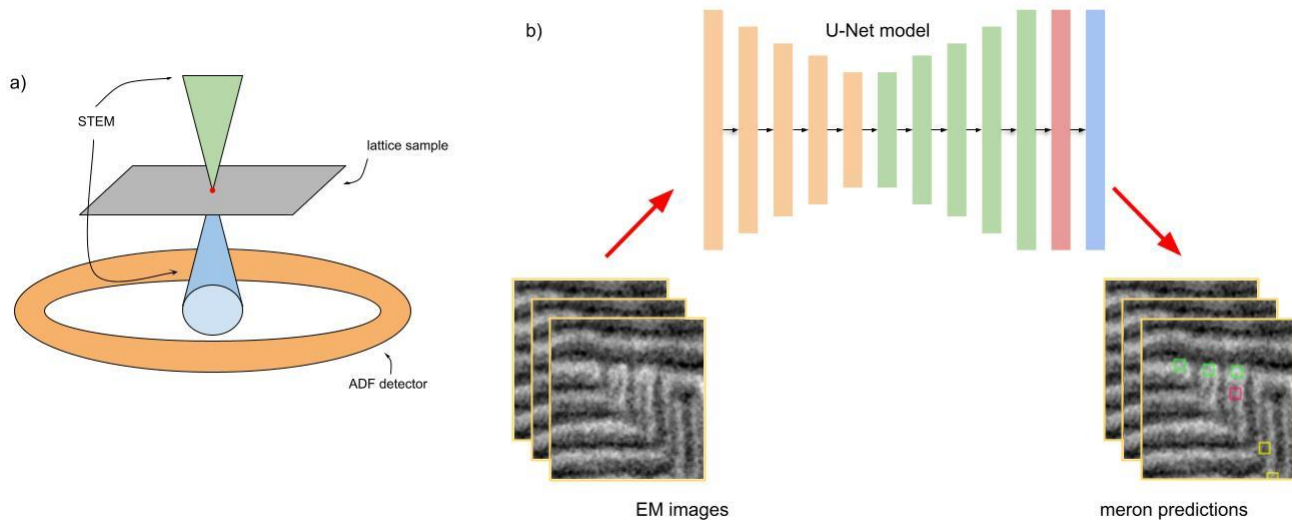 a)
STEM
lattice sample
ADF detector
b)
U-Net model
EM images
meron predictions